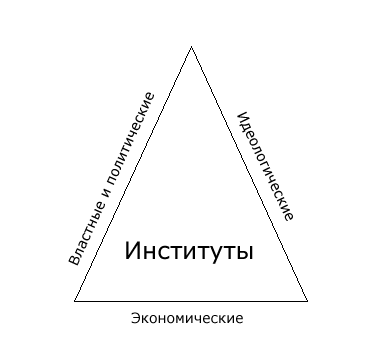 Властные и политические
Идеологические
Институты
Экономические